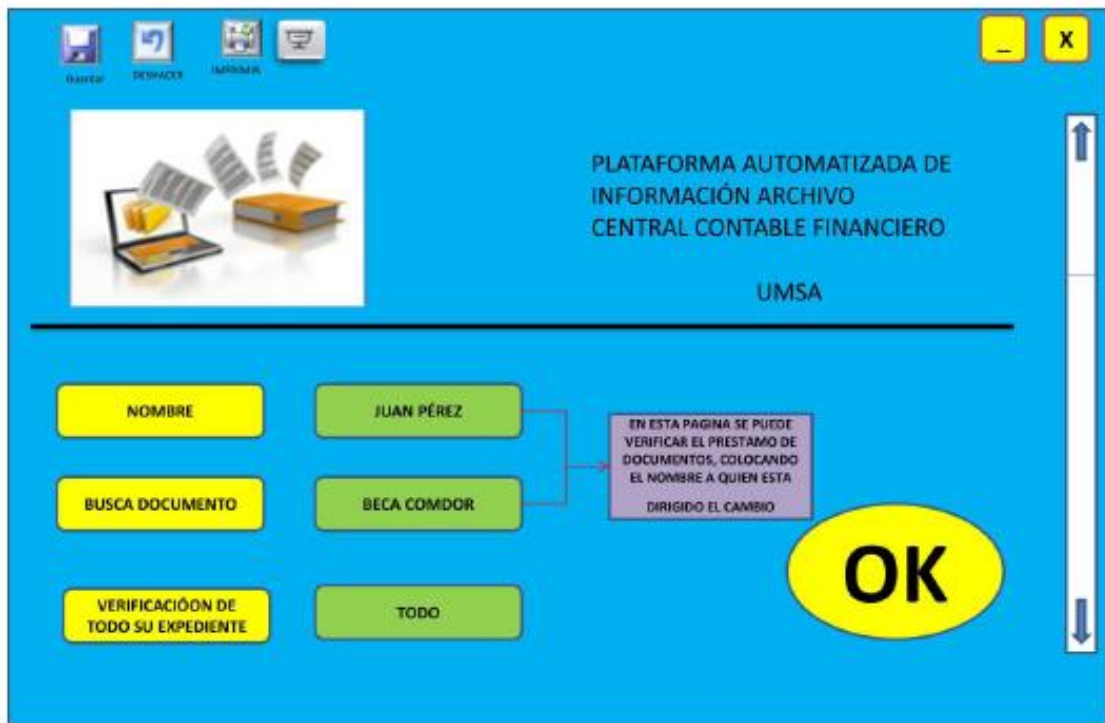 Guardar
DESHACER
IMPRIMIR
_
X
PLATAFORMA AUTOMATIZADA DE
INFORMACIÓN ARCHIVO
CENTRAL CONTABLE FINANCIERO
UMSA
NOMBRE
JUAN PÉREZ
EN ESTA PAGINA SE PUEDE
VERIFICAR EL PRESTAMO DE
DOCUMENTOS, COLOCANDO
EL NOMBRE A QUIEN ESTA
DIRIGIDO EL CAMBIO
BUSCA DOCUMENTO
BECA COMDOR
OK
VERIFICACIÓON DE
TODO SU EXPEDIENTE
TODO